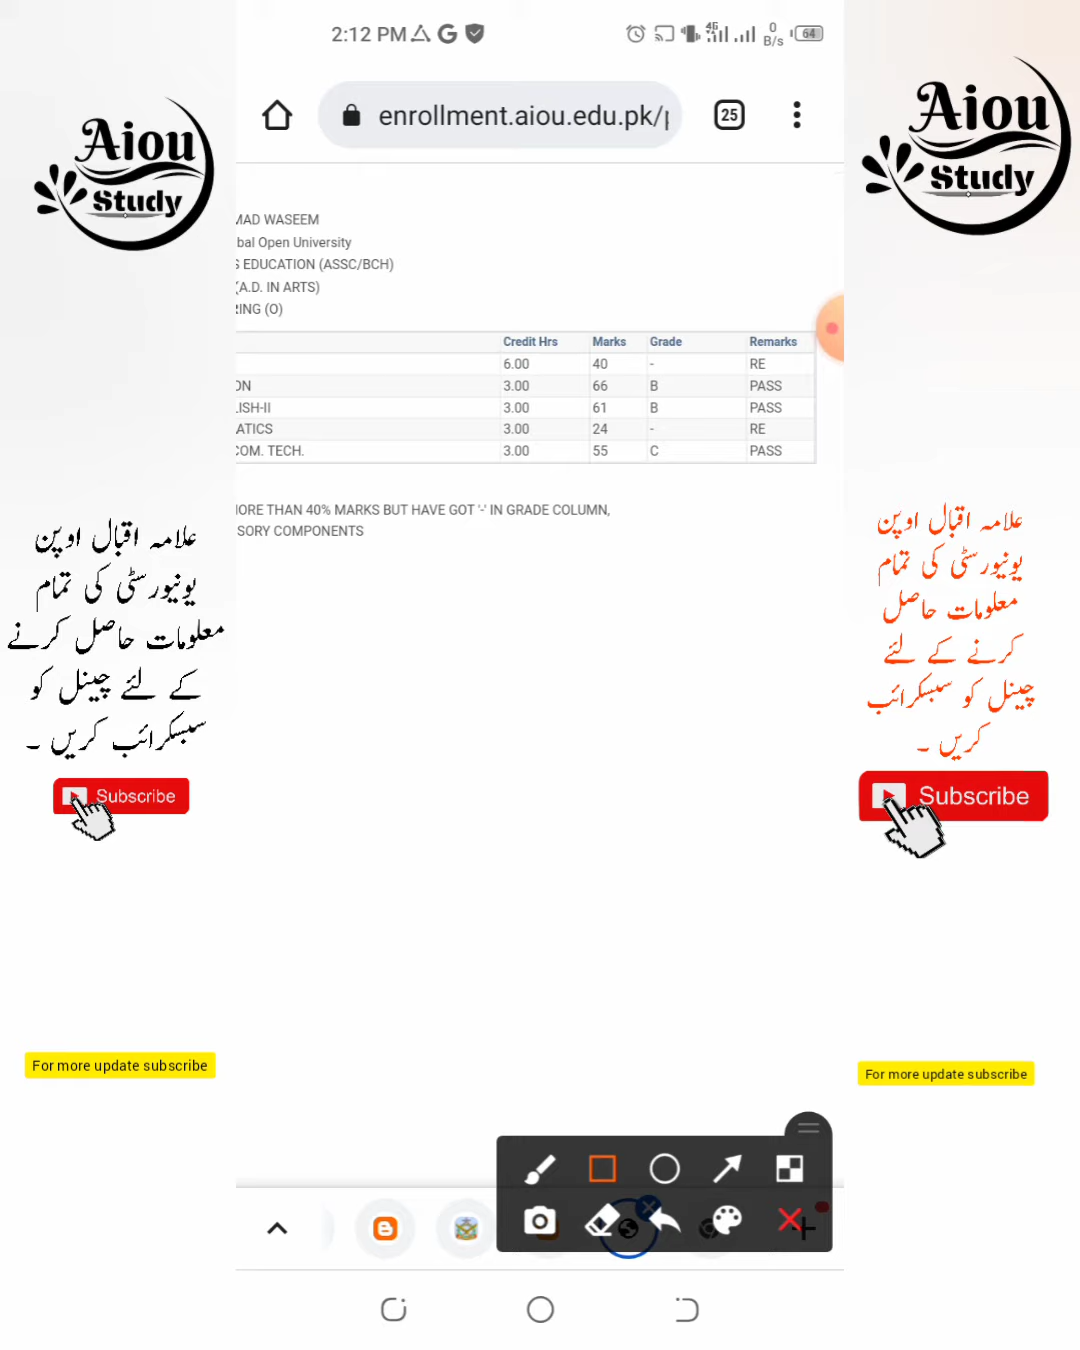 Aiou
Study
علامہ اقبال اوپن
یونیورسٹی کی تمام
معلومات حاصل کرنے
کے لئے چینل کو
سبسکرائب کریں ۔
Subscribe
For more update subscribe
2:12 PM
4G
0
B/s
64
enrollment.aiou.edu.pk/
25
MAD WASEEM
bal Open University
S EDUCATION (ASSC/BCH)
(A.D. IN ARTS)
RING (O)
Credit Hrs Marks Grade Remarks
6.00 40 - RE
ON 3.00 66 B PASS
LISH-II 3.00 61 B PASS
ATICS 3.00 24 - RE
COM. TECH. 3.00 55 C PASS
MORE THAN 40% MARKS BUT HAVE GOT '-' IN GRADE COLUMN,
SORY COMPONENTS
Aiou
Study
علامہ اقبال اوپن
یونیورسٹی کی تمام
معلومات حاصل
کرنے کے لئے
چینل کو سبسکرائب
کریں ۔
Subscribe
For more update subscribe